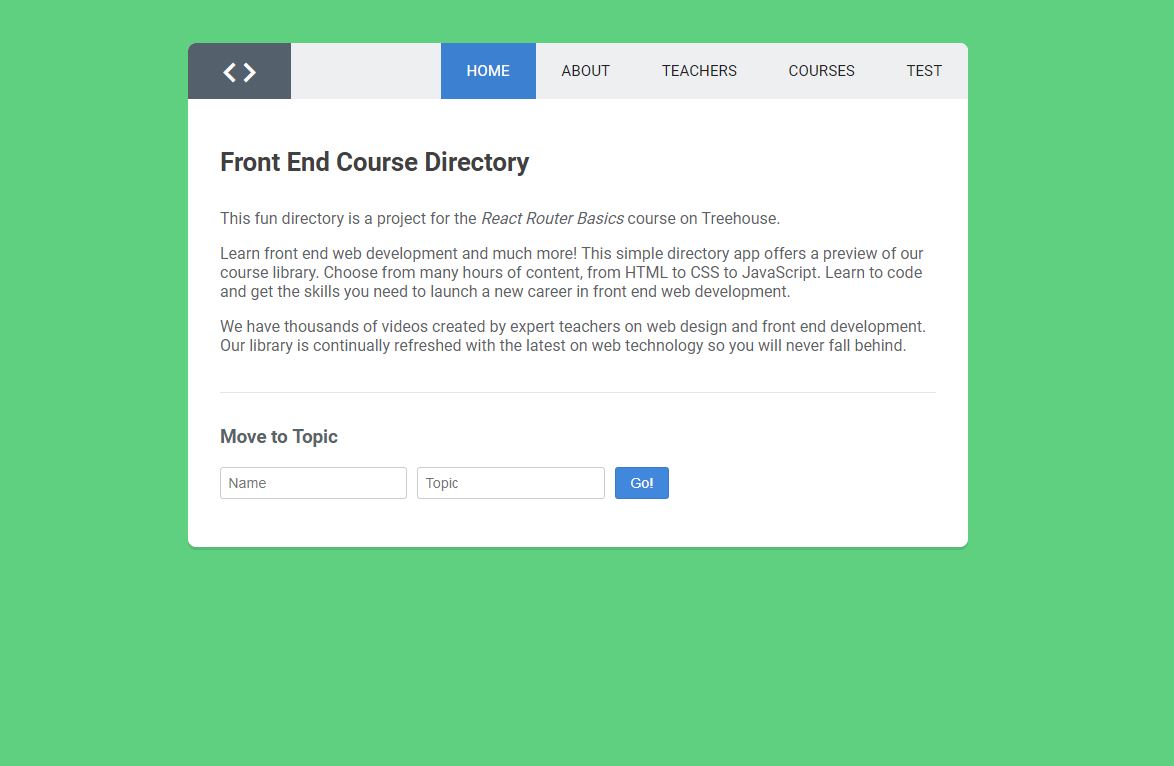 HOME ABOUT TEACHERS COURSES TEST
Front End Course Directory
This fun directory is a project for the React Router Basics course on Treehouse.
Learn front end web development and much more! This simple directory app offers a preview of our
course library. Choose from many hours of content, from HTML to CSS to JavaScript. Learn to code
and get the skills you need to launch a new career in front end web development.
We have thousands of videos created by expert teachers on web design and front end development.
Our library is continually refreshed with the latest on web technology so you will never fall behind.
Move to Topic
Name Topic Go!